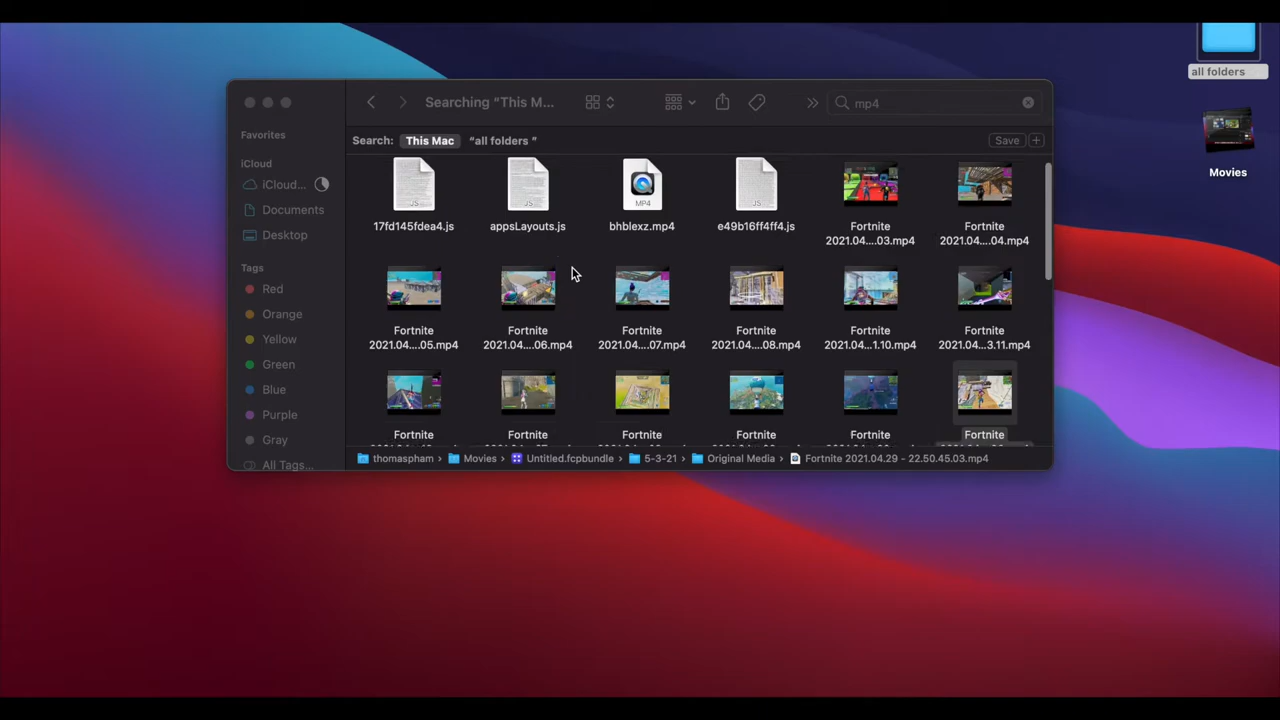 all folders
Movies
Searching "This M...
mp4
Search: This Mac "all folders " Save
Favorites
iCloud
iCloud...
Documents
Desktop
Tags
Red
Orange
Yellow
Green
Blue
Purple
Gray
All Tags...
JS
JS
MP4
JS
17fd145fdea4.js
appsLayouts.js
bhblexz.mp4
e49b16ff4ff4.js
Fortnite
2021.04....03.mp4
Fortnite
2021.04....04.mp4
Fortnite
2021.04....05.mp4
Fortnite
2021.04....06.mp4
Fortnite
2021.04....07.mp4
Fortnite
2021.04....08.mp4
Fortnite
2021.04...1.10.mp4
Fortnite
2021.04...3.11.mp4
Fortnite
Fortnite
Fortnite
Fortnite
Fortnite
Fortnite
thomaspham › Movies › Untitled.fcpbundle › 5-3-21 › Original Media › Fortnite 2021.04.29 - 22.50.45.03.mp4